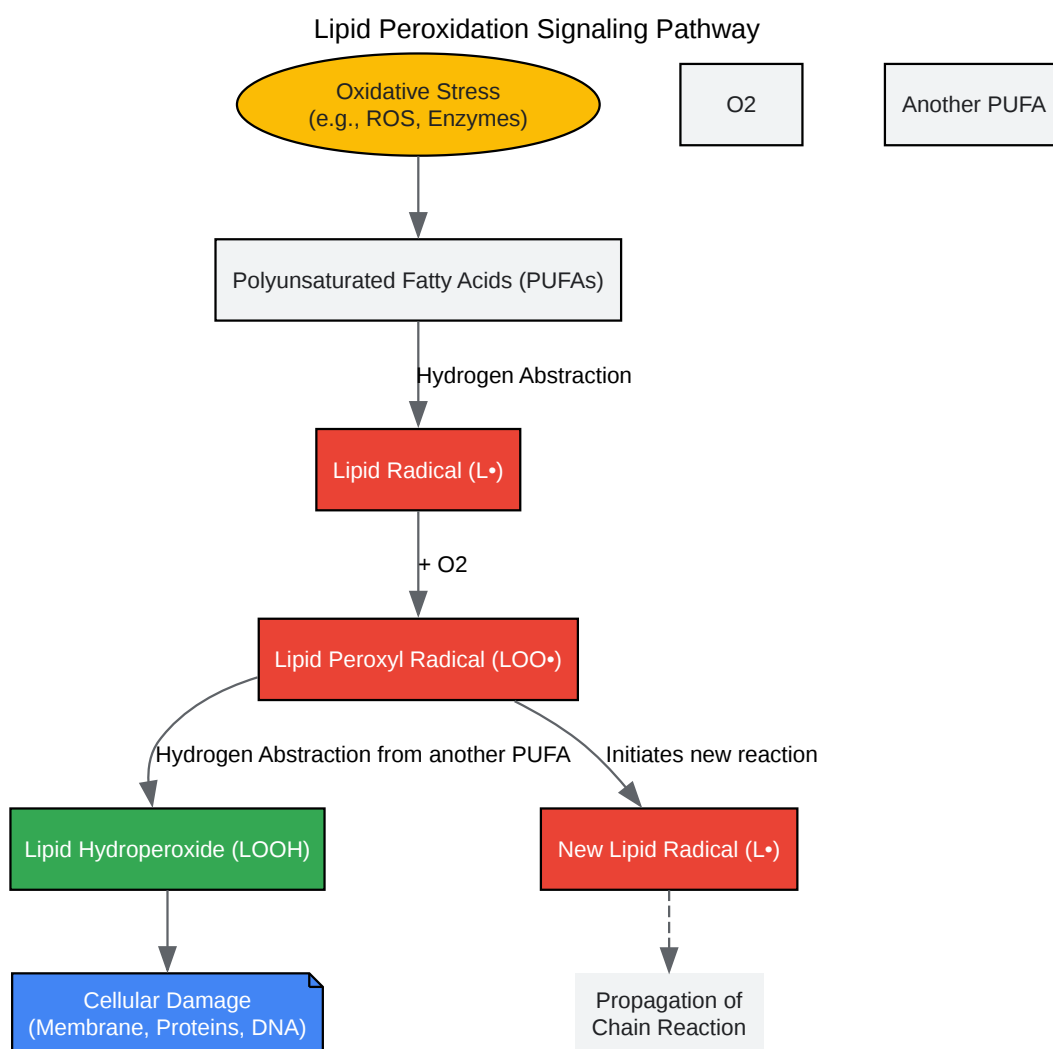 Lipid Peroxidation Signaling Pathway
Oxidative Stress
(e.g., ROS, Enzymes)
O2
Another PUFA
Polyunsaturated Fatty Acids (PUFAs)
Hydrogen Abstraction
Lipid Radical (L•)
+ O2
Lipid Peroxyl Radical (LOO•)
Hydrogen Abstraction from another PUFA
Initiates new reaction
Lipid Hydroperoxide (LOOH)
New Lipid Radical (L•)
Cellular Damage
(Membrane, Proteins, DNA)
Propagation of
Chain Reaction